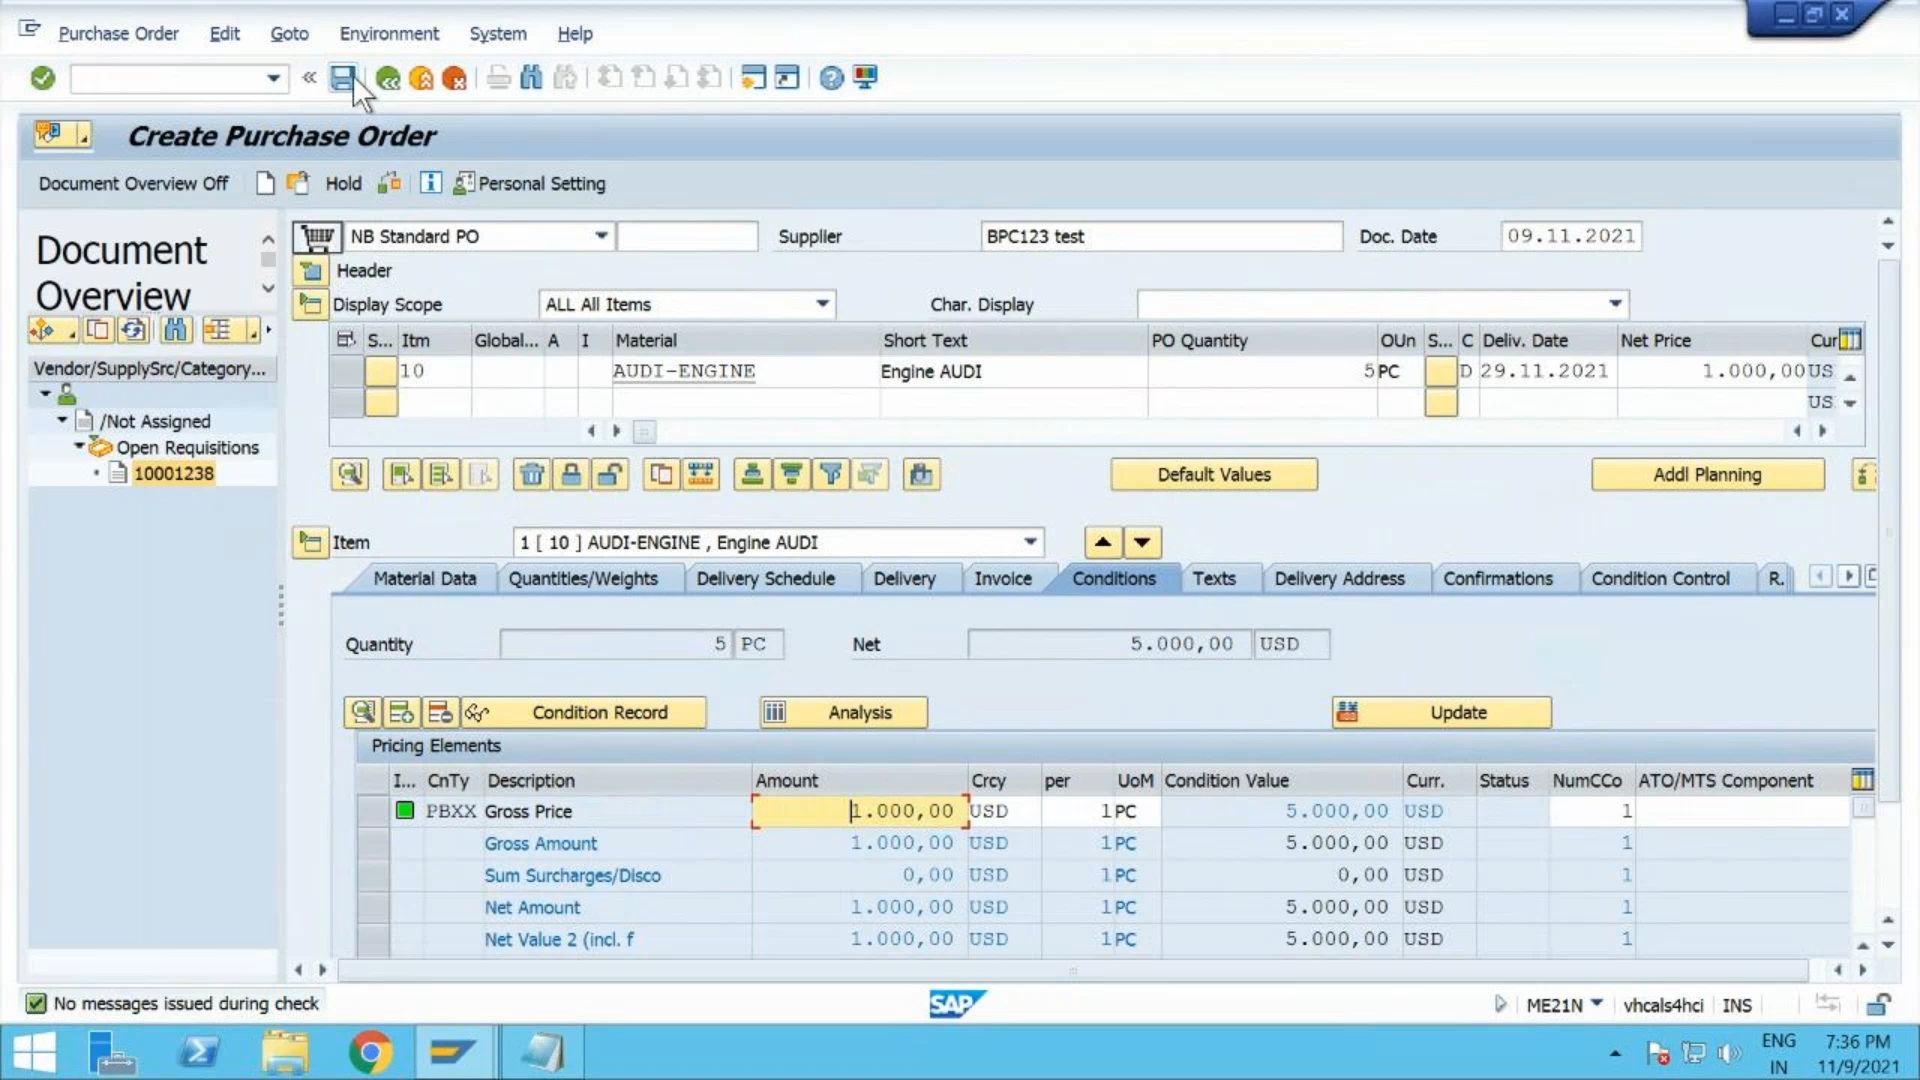 Purchase Order Edit Goto Environment System Help
Create Purchase Order
Document Overview Off Hold Personal Setting
Document
Overview
Vendor/SupplySrc/Category...
/Not Assigned
Open Requisitions
10001238
NB Standard PO Supplier BPC123 test Doc. Date 09.11.2021
Header
Display Scope ALL All Items Char. Display
S... Itm Global... A I Material Short Text PO Quantity OUn S... C Deliv. Date Net Price Cur
10 AUDI-ENGINE Engine AUDI 5 PC D 29.11.2021 1.000,00 US
US
Default Values Addl Planning
Item 1 [ 10 ] AUDI-ENGINE , Engine AUDI
Material Data Quantities/Weights Delivery Schedule Delivery Invoice Conditions Texts Delivery Address Confirmations Condition Control R.
Quantity 5 PC Net 5.000,00 USD
Condition Record Analysis Update
Pricing Elements
I... CnTy Description Amount Crcy per UoM Condition Value Curr. Status NumCCo ATO/MTS Component
PBXX Gross Price 1.000,00 USD 1 PC 5.000,00 USD 1
Gross Amount 1.000,00 USD 1 PC 5.000,00 USD 1
Sum Surcharges/Disco 0,00 USD 1 PC 0,00 USD 1
Net Amount 1.000,00 USD 1 PC 5.000,00 USD 1
Net Value 2 (incl. f 1.000,00 USD 1 PC 5.000,00 USD 1
No messages issued during check SAP ME21N vhcals4hci INS
ENG 7:36 PM
IN 11/9/2021